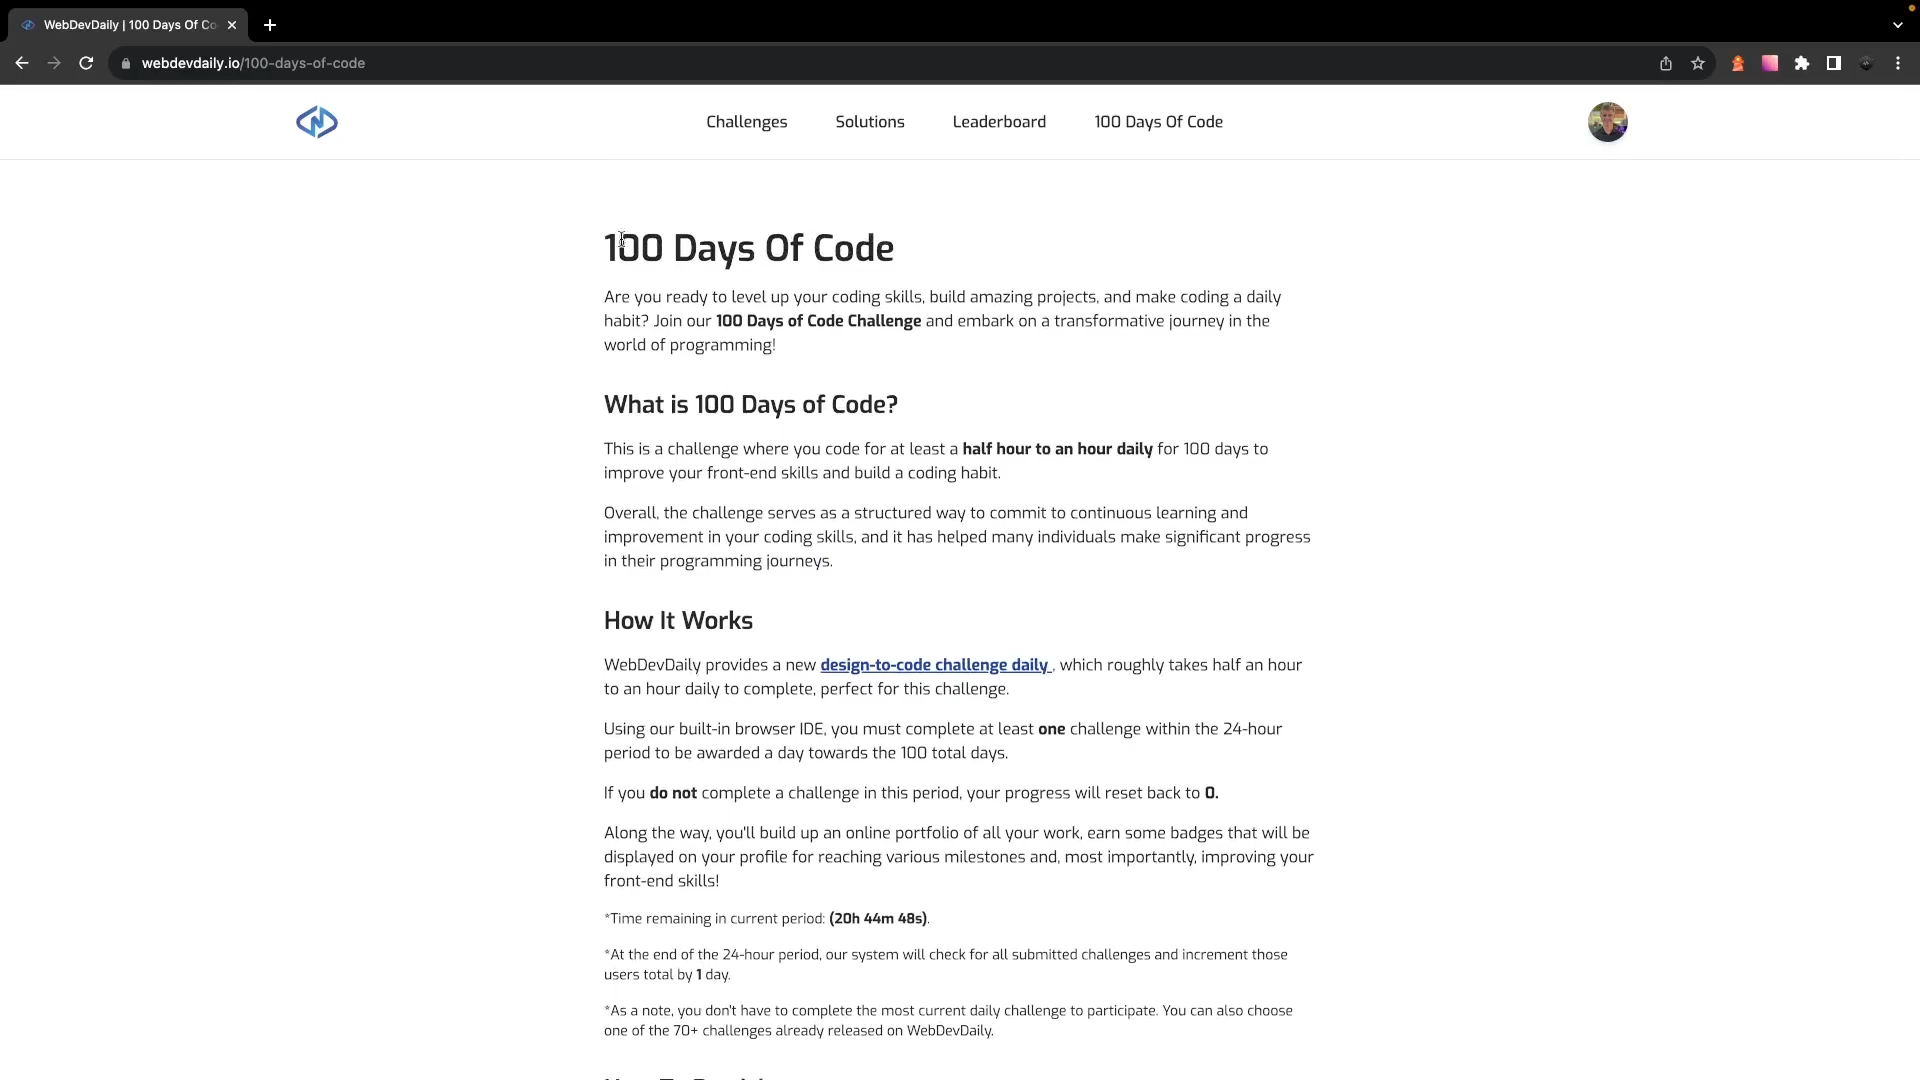 WebDevDaily | 100 Days Of Co
webdevdaily.io/100-days-of-code
Challenges Solutions Leaderboard 100 Days Of Code
100 Days Of Code
Are you ready to level up your coding skills, build amazing projects, and make coding a daily
habit? Join our 100 Days of Code Challenge and embark on a transformative journey in the
world of programming!
What is 100 Days of Code?
This is a challenge where you code for at least a half hour to an hour daily for 100 days to
improve your front-end skills and build a coding habit.
Overall, the challenge serves as a structured way to commit to continuous learning and
improvement in your coding skills, and it has helped many individuals make significant progress
in their programming journeys.
How It Works
WebDevDaily provides a new design-to-code challenge daily , which roughly takes half an hour
to an hour daily to complete, perfect for this challenge.
Using our built-in browser IDE, you must complete at least one challenge within the 24-hour
period to be awarded a day towards the 100 total days.
If you do not complete a challenge in this period, your progress will reset back to 0.
Along the way, you'll build up an online portfolio of all your work, earn some badges that will be
displayed on your profile for reaching various milestones and, most importantly, improving your
front-end skills!
*Time remaining in current period: (20h 44m 48s).
*At the end of the 24-hour period, our system will check for all submitted challenges and increment those
users total by 1 day.
*As a note, you don't have to complete the most current daily challenge to participate. You can also choose
one of the 70+ challenges already released on WebDevDaily.